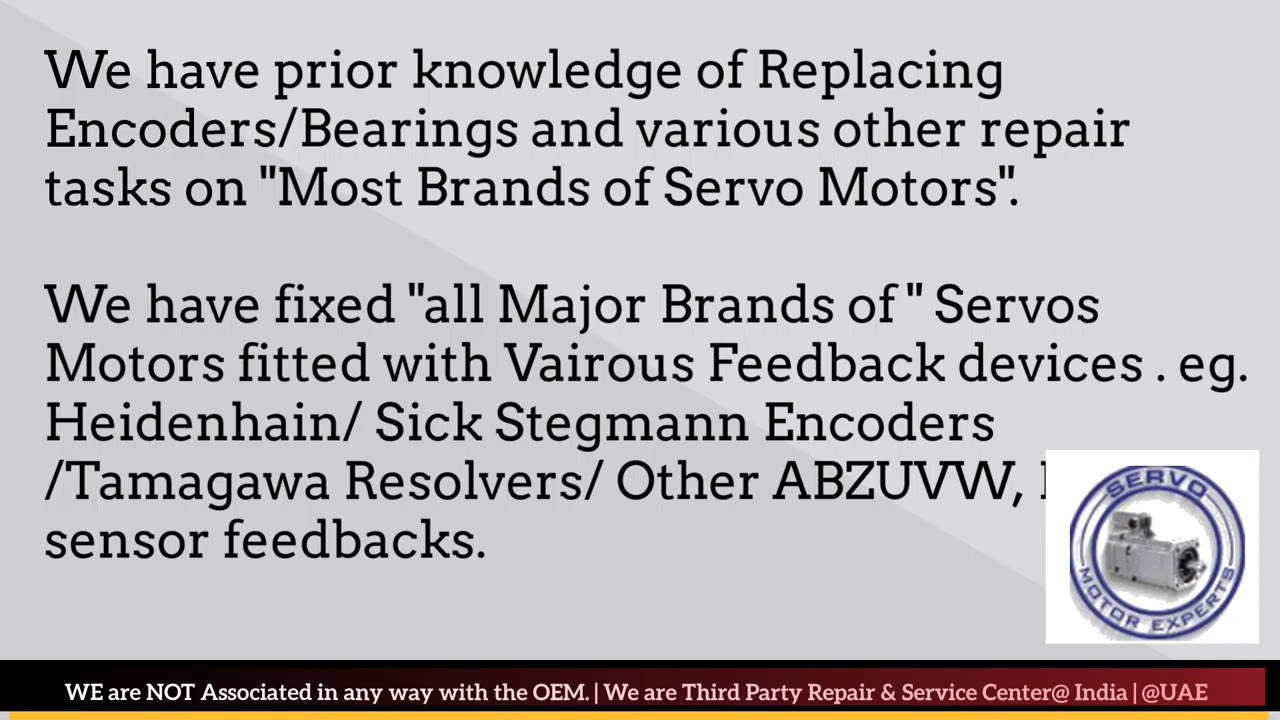 We have prior knowledge of Replacing
Encoders/Bearings and various other repair
tasks on "Most Brands of Servo Motors".
We have fixed "all Major Brands of " Servos
Motors fitted with Vairous Feedback devices . eg.
Heidenhain/ Sick Stegmann Encoders
/Tamagawa Resolvers/ Other ABZUVW,
sensor feedbacks.
SERVO
MOTOR EXPERTS
WE are NOT Associated in any way with the OEM. | We are Third Party Repair & Service Center@ India | @UAE